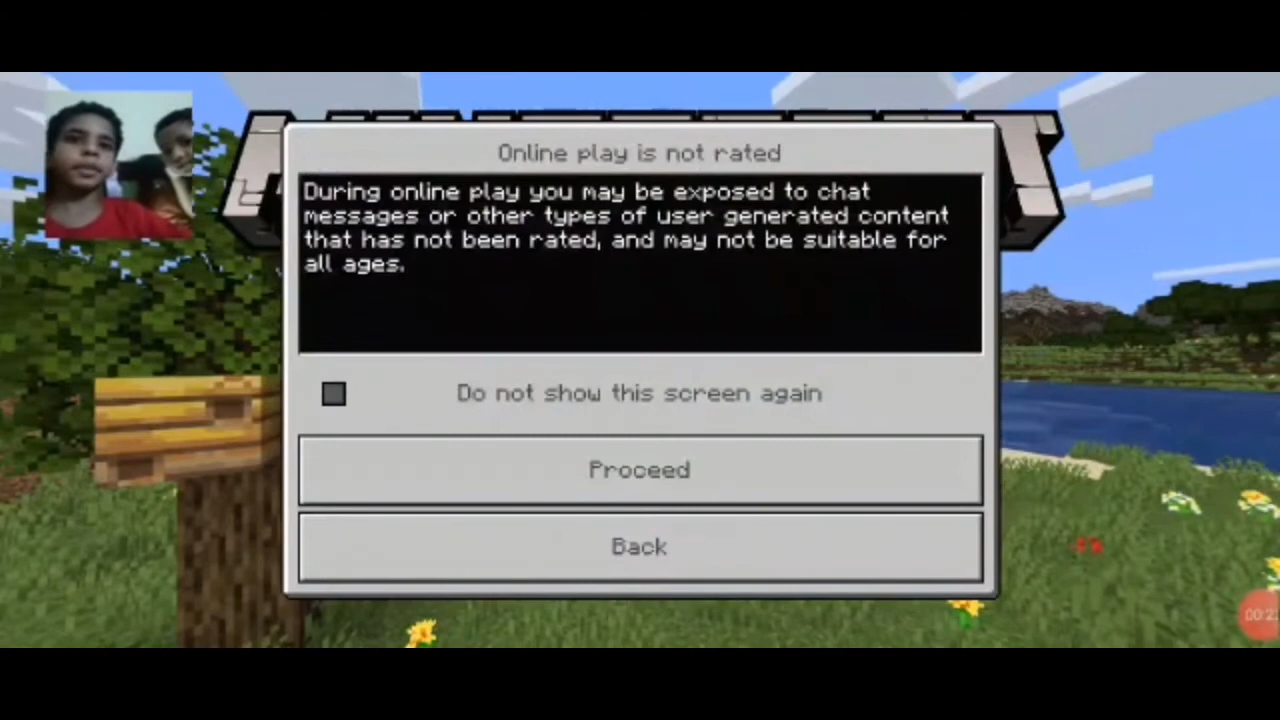 Online play is not rated
During online play you may be exposed to chat
messages or other types of user generated content
that has not been rated, and may not be suitable for
all ages.
Do not show this screen again
Proceed
Back